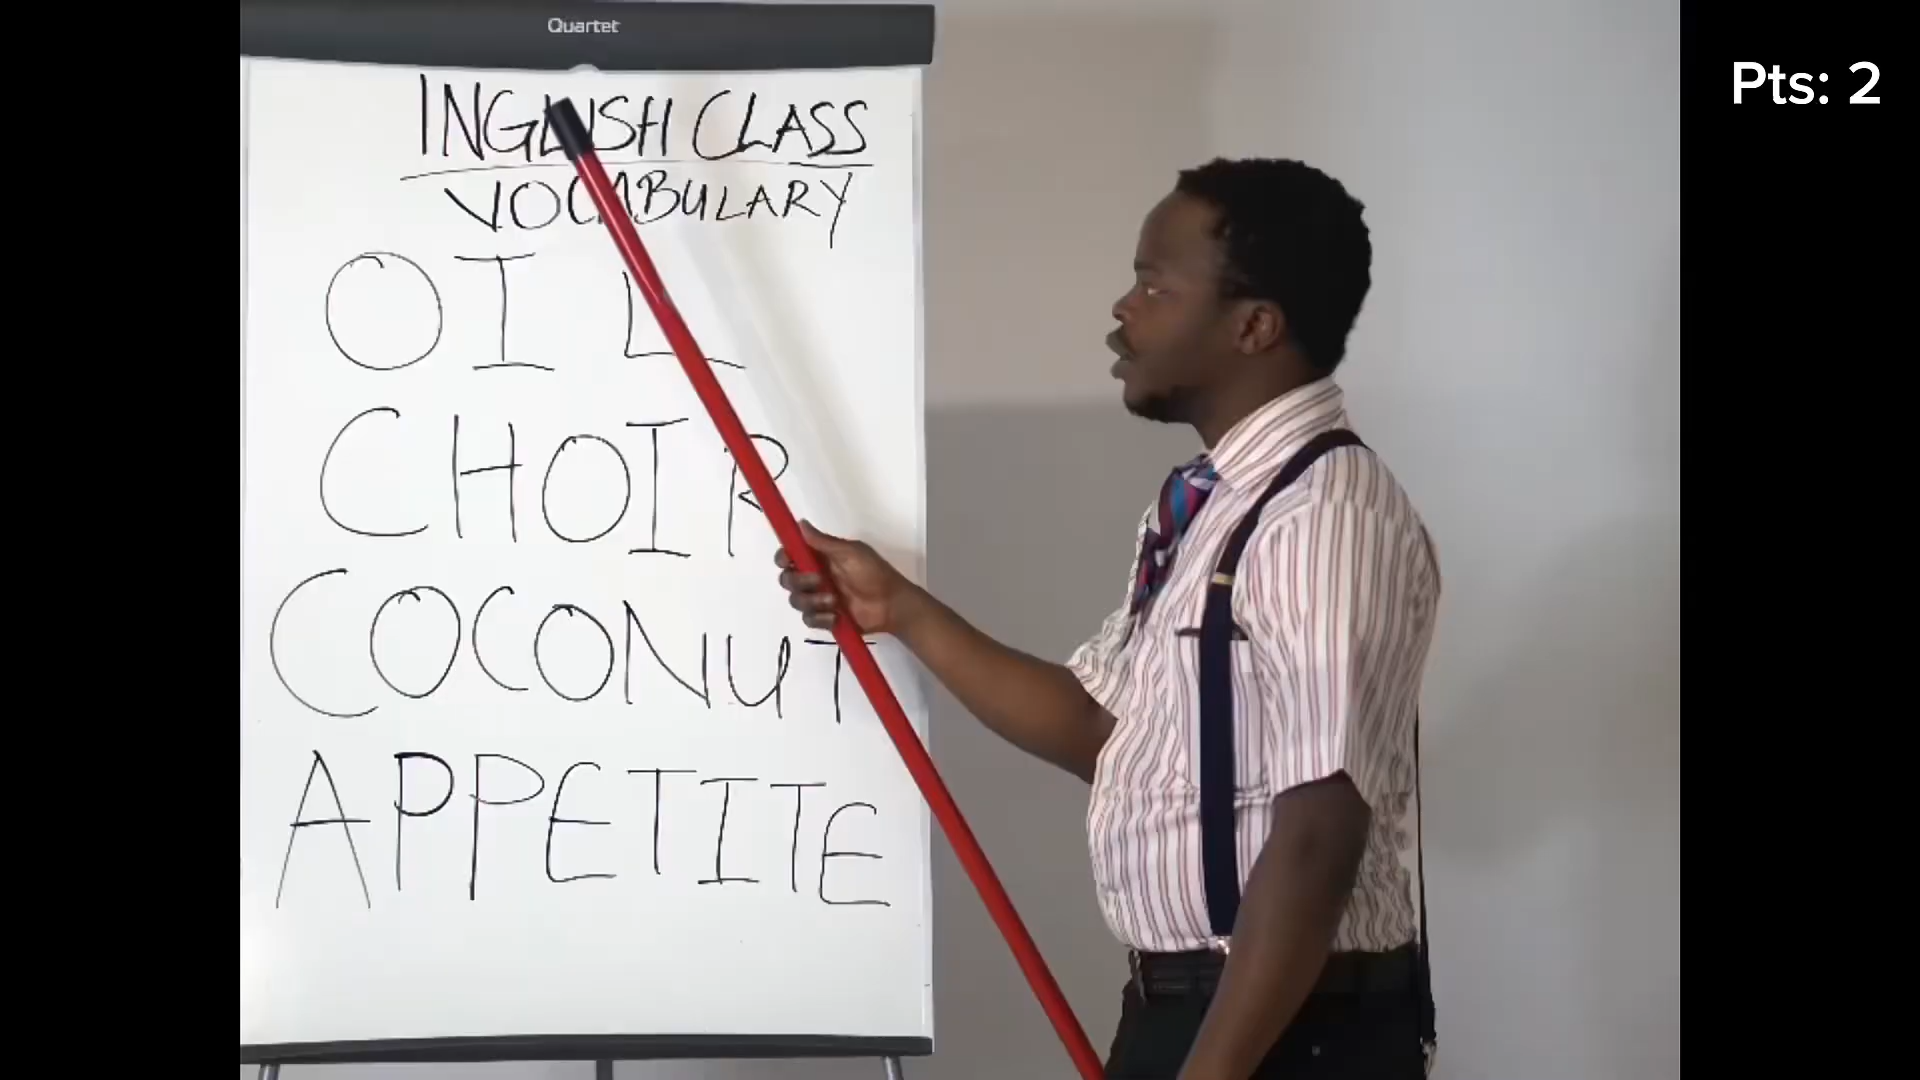 Quartet
Pts: 2
INGLISH CLASS
VOCABULARY
OIL
CHOIR
COCONUT
APPETITE